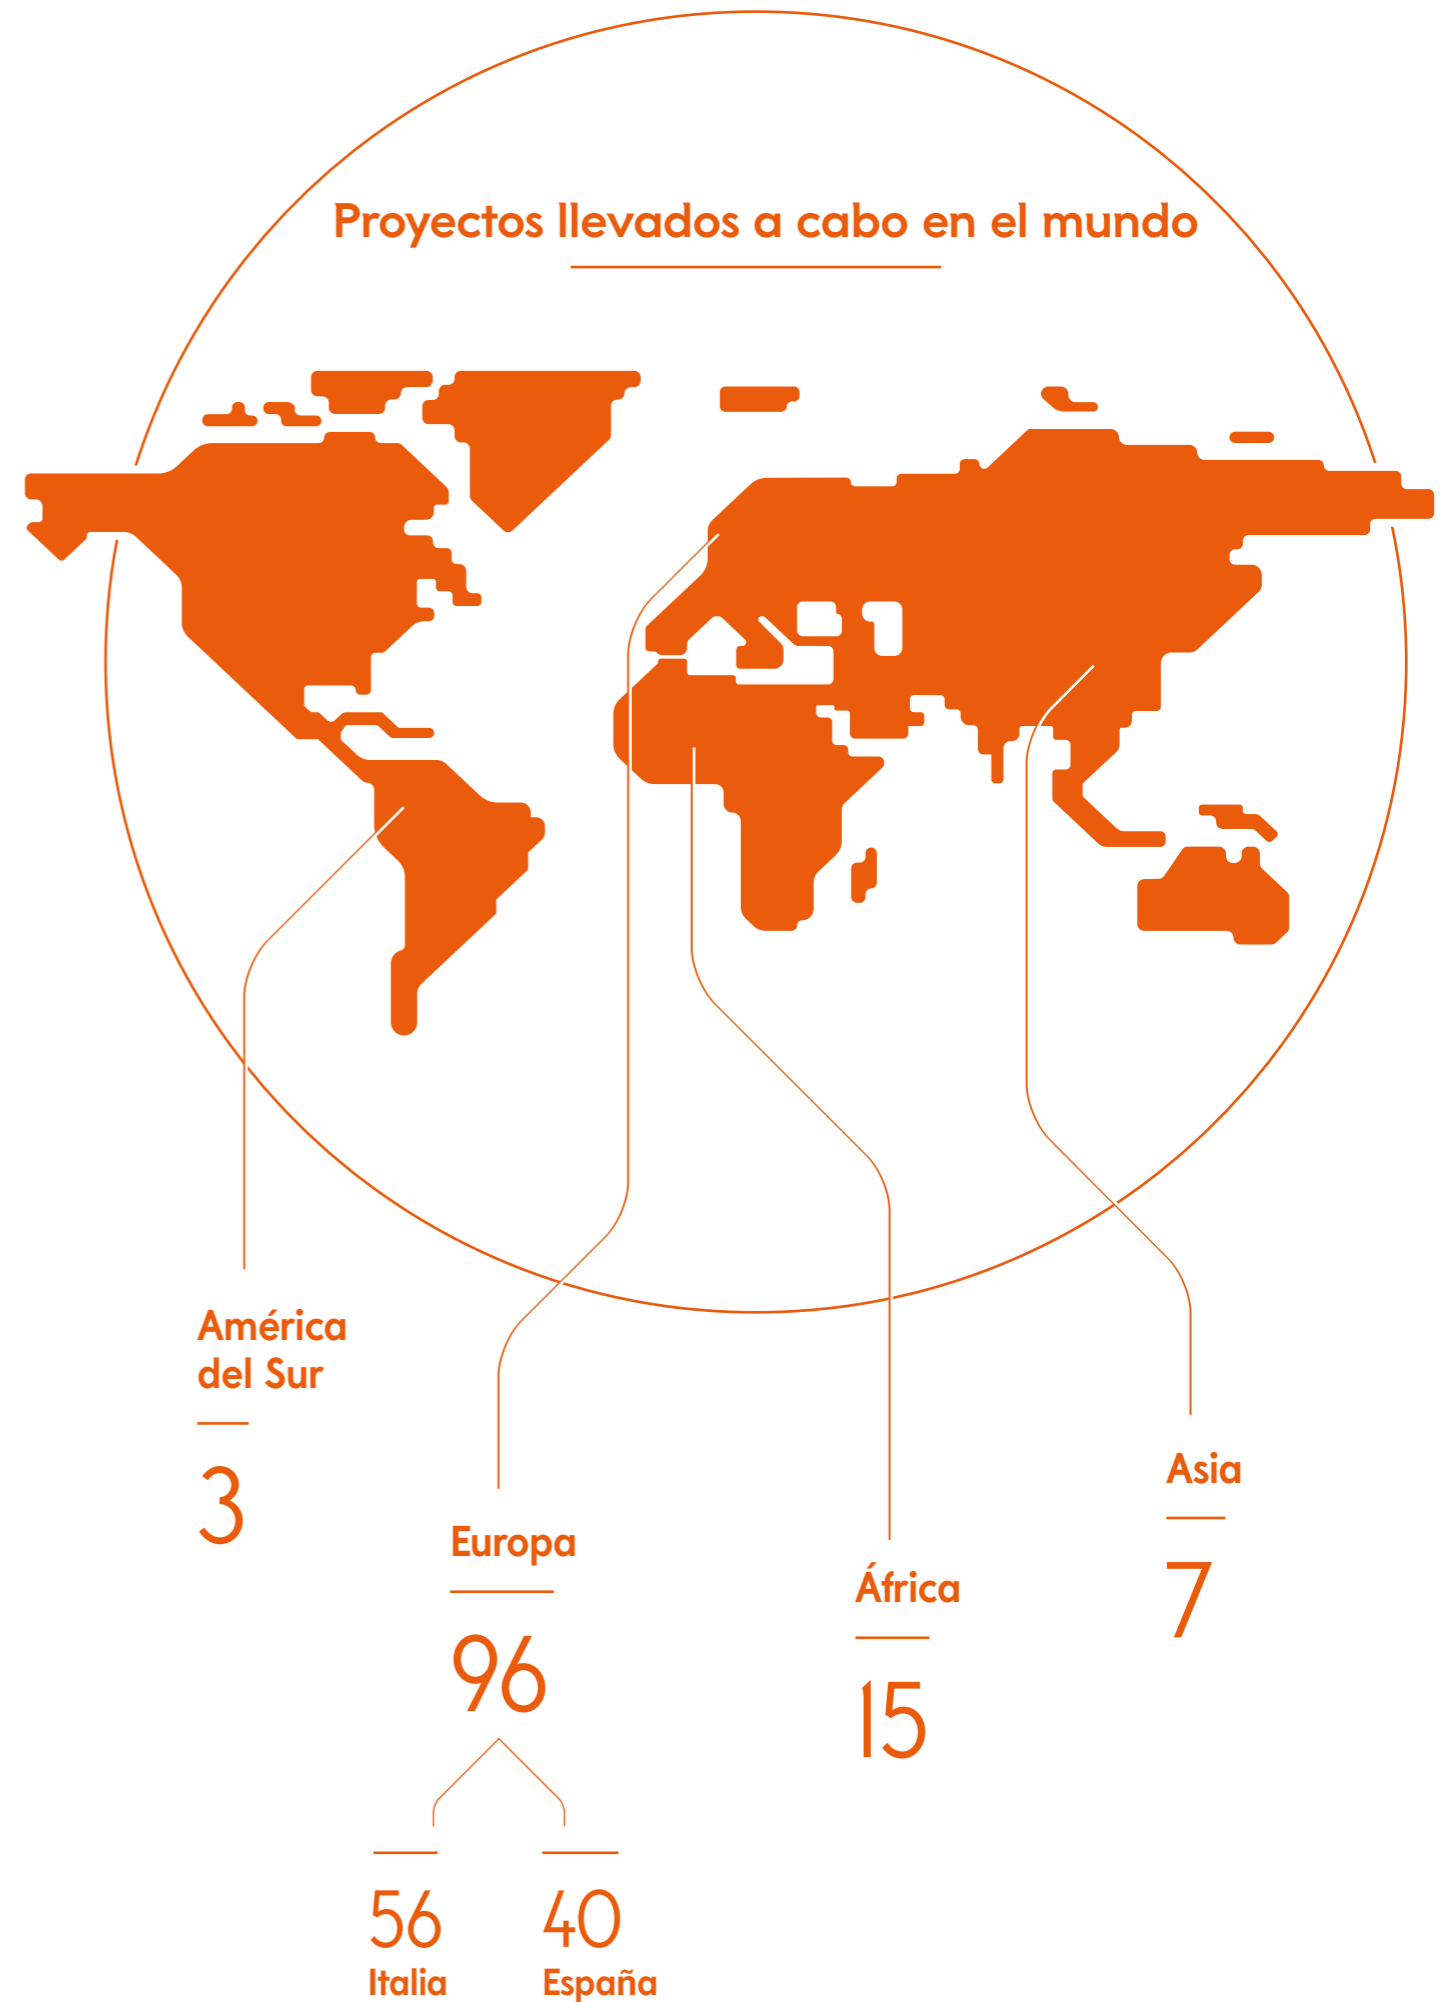 Proyectos llevados a cabo en el mundo
América
del Sur
3
Europa
96
56
Italia
40
España
África
15
Asia
7